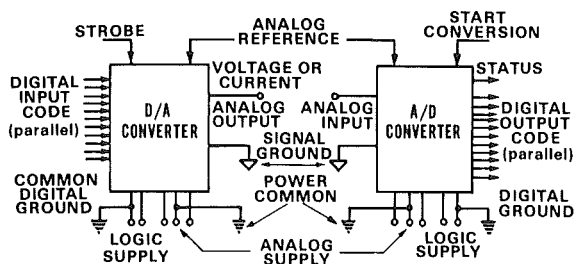 STROBE
ANALOG
REFERENCE
START
CONVERSION
VOLTAGE OR
CURRENT
STATUS
DIGITAL
INPUT
CODE
(parallel)
D/A
CONVERTER
ANALOG
OUTPUT
ANALOG
INPUT
A/D
CONVERTER
DIGITAL
OUTPUT
CODE
(parallel)
SIGNAL
GROUND
COMMON
DIGITAL
GROUND
POWER
COMMON
DIGITAL
GROUND
LOGIC
SUPPLY
ANALOG
SUPPLY
LOGIC
SUPPLY